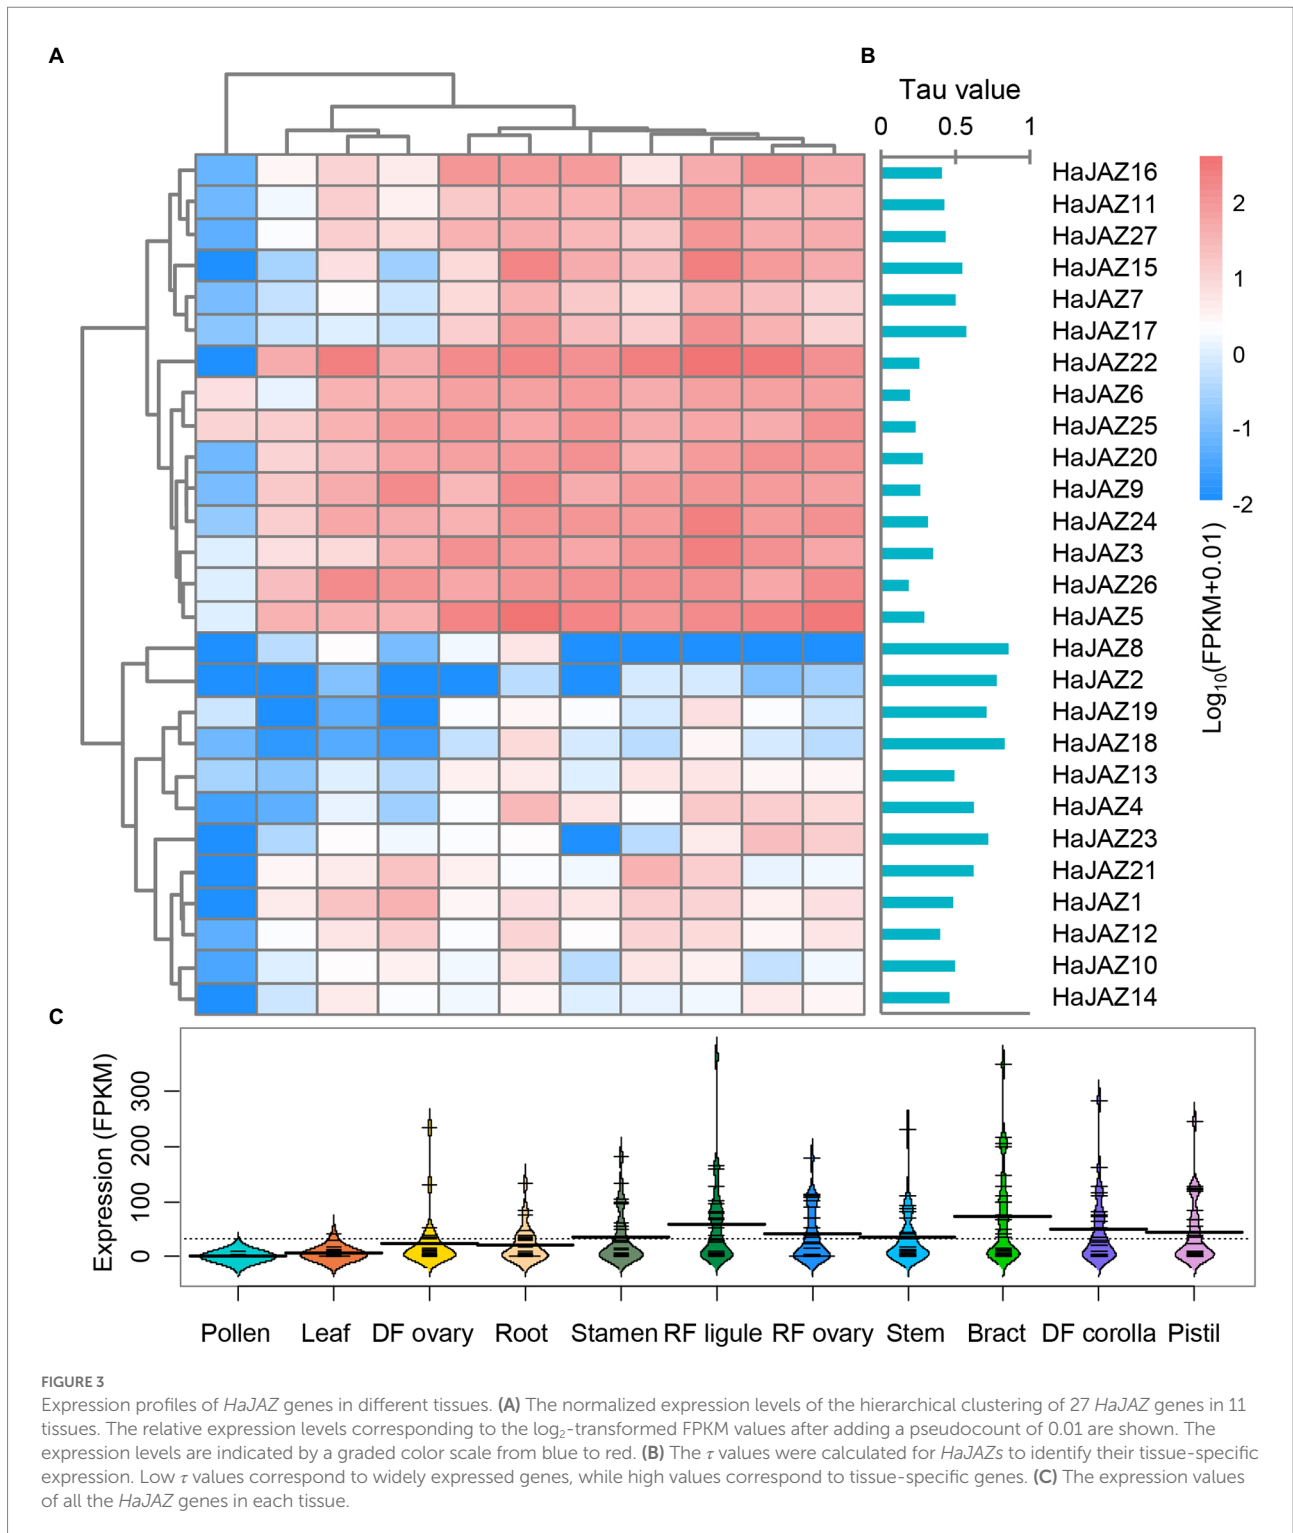 A
B
Tau value
0 0.5 1
HaJAZ16
HaJAZ11
HaJAZ27
HaJAZ15
HaJAZ7
HaJAZ17
HaJAZ22
HaJAZ6
HaJAZ25
HaJAZ20
HaJAZ9
HaJAZ24
HaJAZ3
HaJAZ26
HaJAZ5
HaJAZ8
HaJAZ2
HaJAZ19
HaJAZ18
HaJAZ13
HaJAZ4
HaJAZ23
HaJAZ21
HaJAZ1
HaJAZ12
HaJAZ10
HaJAZ14
2
1
0
-1
-2
Log₁₀(FPKM+0.01)
C
Expression (FPKM)
300
200
100
0
Pollen Leaf DF ovary Root Stamen RF ligule RF ovary Stem Bract DF corolla Pistil
FIGURE 3
Expression profiles of HaJAZ genes in different tissues. (A) The normalized expression levels of the hierarchical clustering of 27 HaJAZ genes in 11
tissues. The relative expression levels corresponding to the log₂-transformed FPKM values after adding a pseudocount of 0.01 are shown. The
expression levels are indicated by a graded color scale from blue to red. (B) The τ values were calculated for HaJAZs to identify their tissue-specific
expression. Low τ values correspond to widely expressed genes, while high values correspond to tissue-specific genes. (C) The expression values
of all the HaJAZ genes in each tissue.